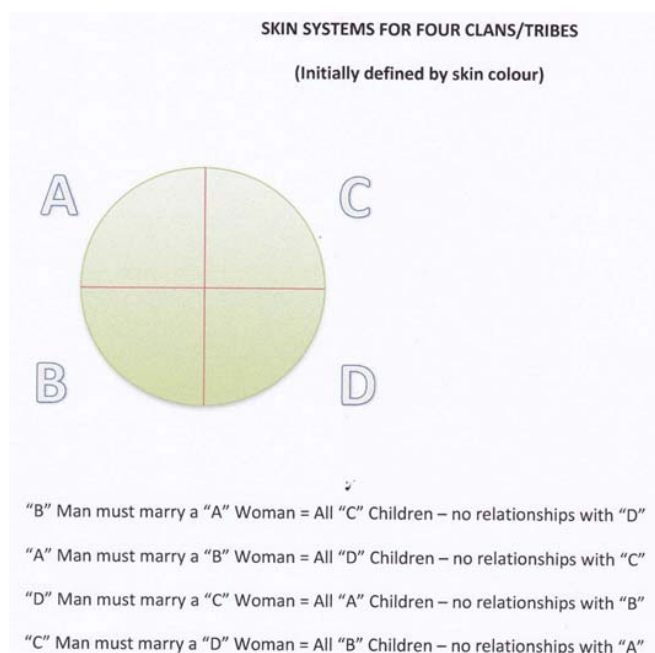 SKIN SYSTEMS FOR FOUR CLANS/TRIBES
(Initially defined by skin colour)
A C
B D
“B” Man must marry a “A” Woman = All “C” Children – no relationships with “D”
“A” Man must marry a “B” Woman = All “D” Children – no relationships with “C”
“D” Man must marry a “C” Woman = All “A” Children – no relationships with “B”
“C” Man must marry a “D” Woman = All “B” Children – no relationships with “A”